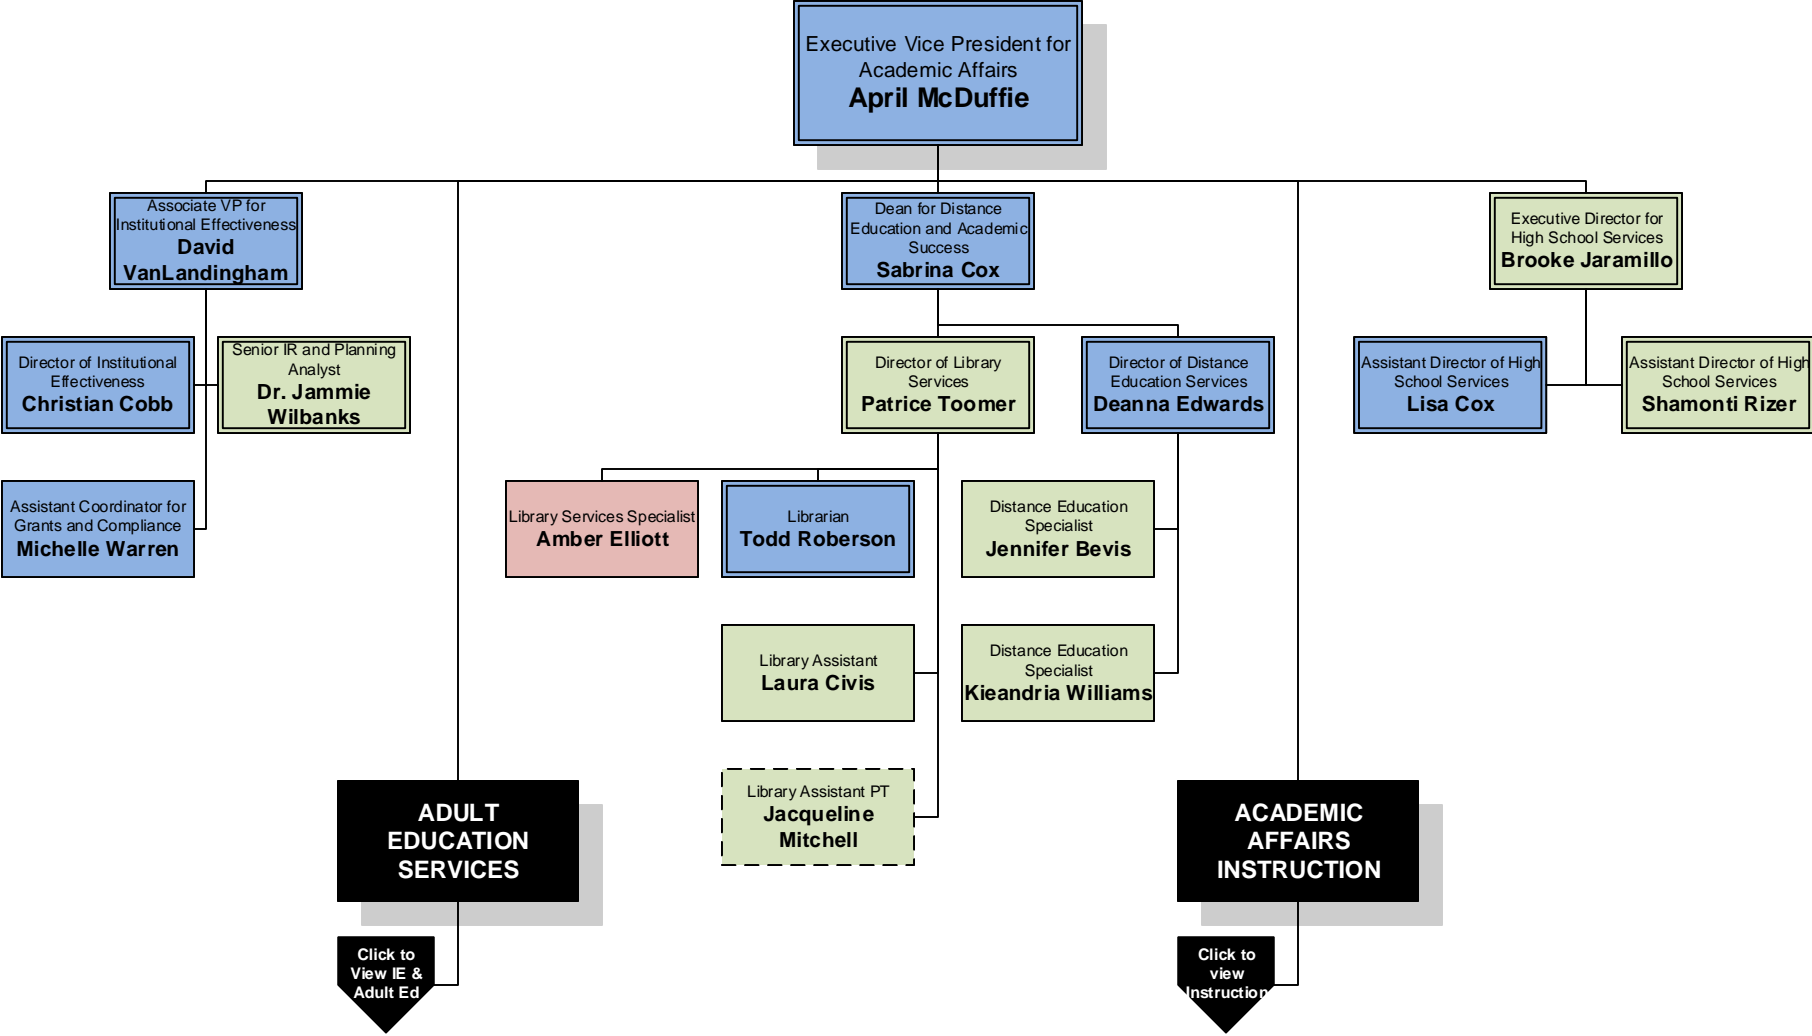 Executive Vice President for
Academic Affairs
April McDuffie
Associate VP for
Institutional Effectiveness
David
VanLandingham
Dean for Distance
Education and Academic
Success
Sabrina Cox
Executive Director for
High School Services
Brooke Jaramillo
Director of Institutional
Effectiveness
Christian Cobb
Senior IR and Planning
Analyst
Dr. Jammie
Wilbanks
Director of Library
Services
Patrice Toomer
Director of Distance
Education Services
Deanna Edwards
Assistant Director of High
School Services
Lisa Cox
Assistant Director of High
School Services
Shamonti Rizer
Assistant Coordinator for
Grants and Compliance
Michelle Warren
Library Services Specialist
Amber Elliott
Librarian
Todd Roberson
Distance Education
Specialist
Jennifer Bevis
Library Assistant
Laura Civis
Distance Education
Specialist
Kieandria Williams
Library Assistant PT
Jacqueline
Mitchell
ADULT
EDUCATION
SERVICES
ACADEMIC
AFFAIRS
INSTRUCTION
Click to
View IE &
Adult Ed
Click to
view
Instruction